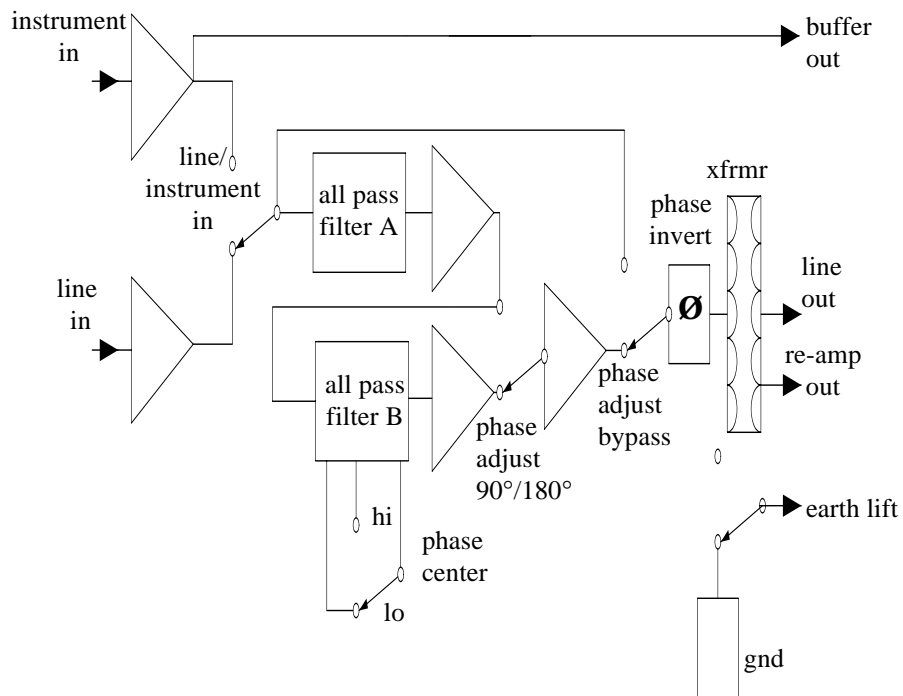 instrument
in
buffer
out
line/
instrument
in
all pass
filter A
xfrmr
phase
invert
Ø
line
in
line
out
re-amp
out
all pass
filter B
phase
adjust
90°/180°
phase
adjust
bypass
hi
lo
phase
center
earth lift
gnd